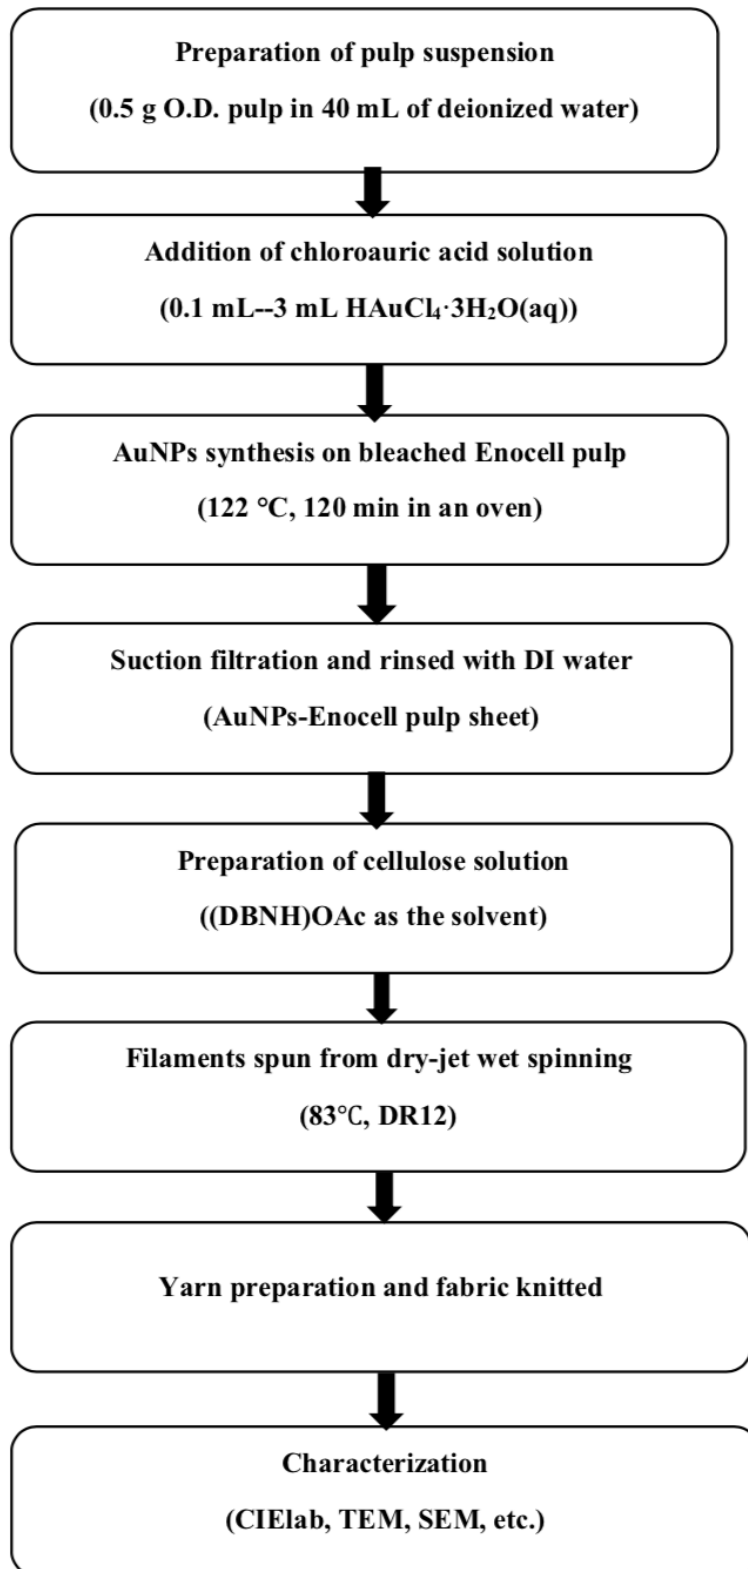 Preparation of pulp suspension
(0.5 g O.D. pulp in 40 mL of deionized water)
Addition of chloroauric acid solution
(0.1 mL--3 mL HAuCl₄·3H₂O(aq))
AuNPs synthesis on bleached Enocell pulp
(122 °C, 120 min in an oven)
Suction filtration and rinsed with DI water
(AuNPs-Enocell pulp sheet)
Preparation of cellulose solution
((DBNH)OAc as the solvent)
Filaments spun from dry-jet wet spinning
(83℃, DR12)
Yarn preparation and fabric knitted
Characterization
(CIElab, TEM, SEM, etc.)